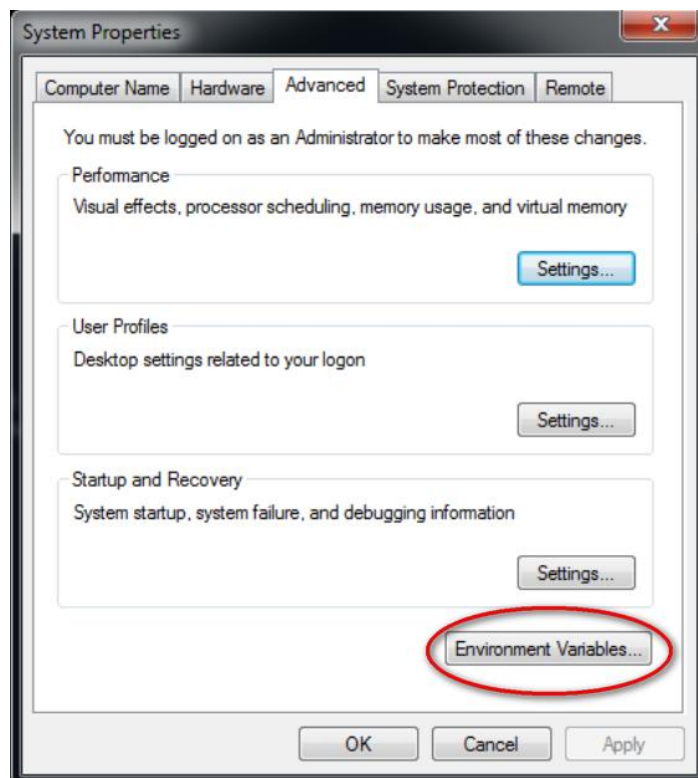 System Properties
Computer Name Hardware Advanced System Protection Remote
You must be logged on as an Administrator to make most of these changes.
Performance
Visual effects, processor scheduling, memory usage, and virtual memory
Settings...
User Profiles
Desktop settings related to your logon
Settings...
Startup and Recovery
System startup, system failure, and debugging information
Settings...
Environment Variables...
OK Cancel Apply